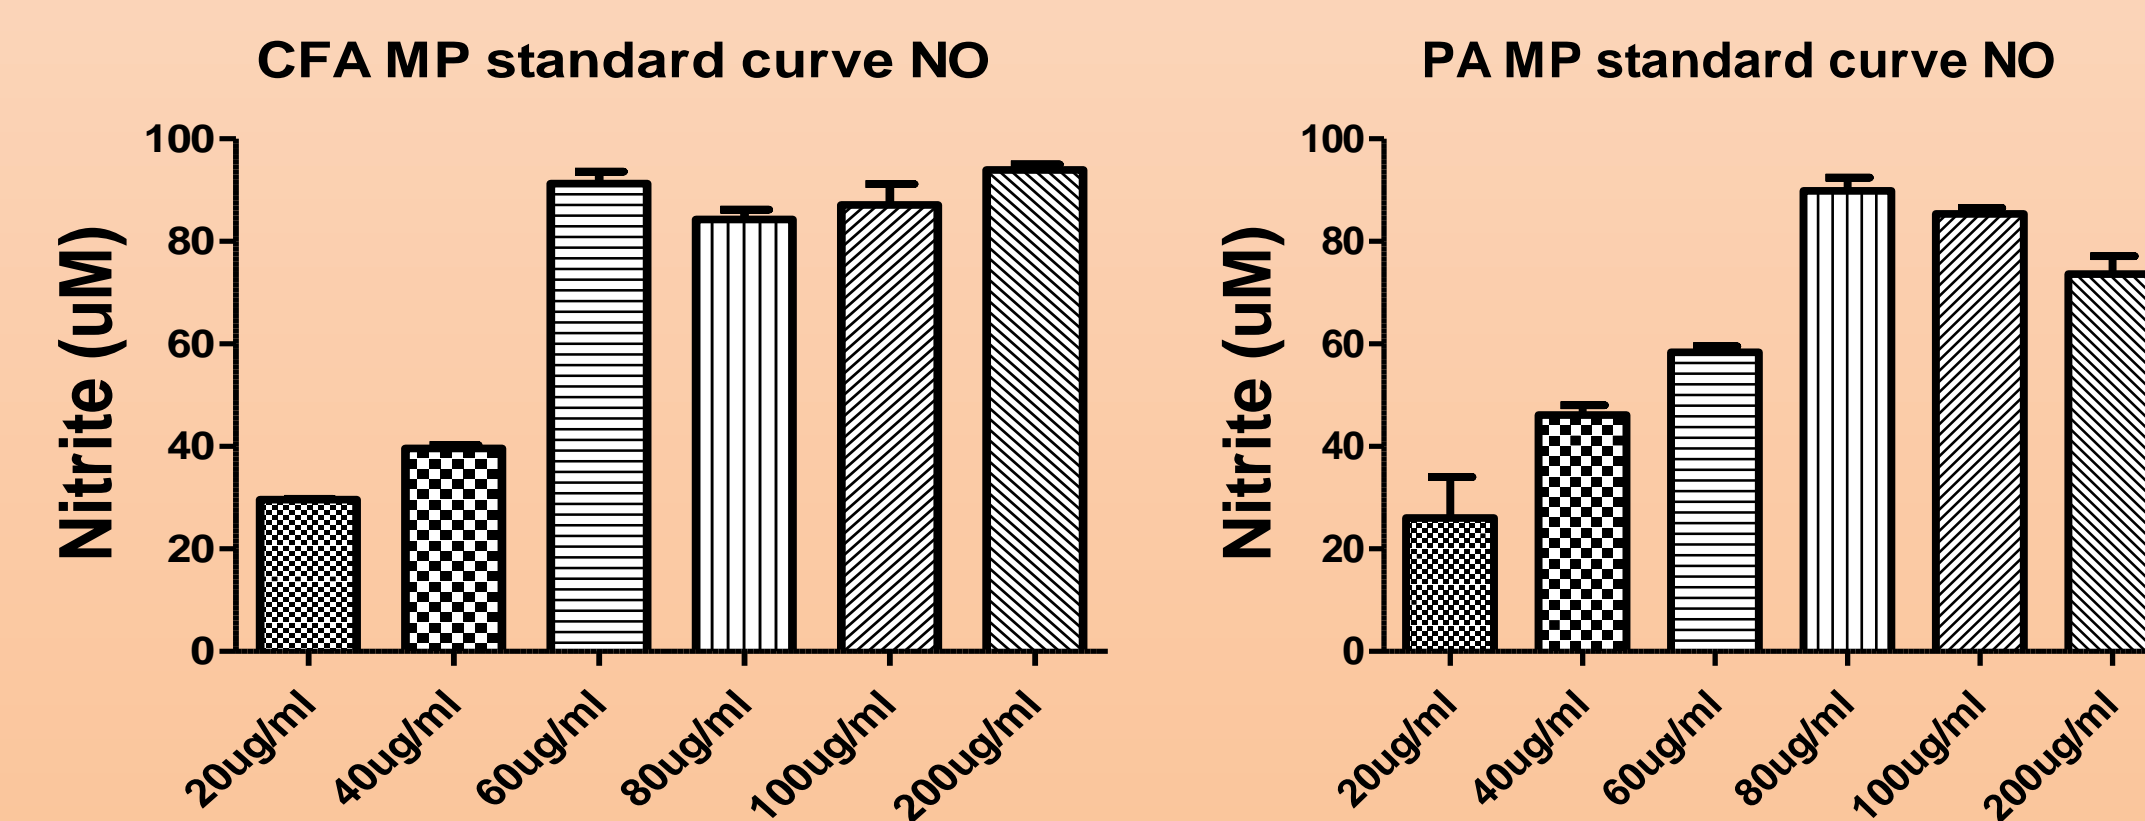 CFA MP standard curve NO
Nitrite (uM)
100
80
60
40
20
0
20ug/ml
40ug/ml
60ug/ml
80ug/ml
100ug/ml
200ug/ml
PA MP standard curve NO
Nitrite (uM)
100
80
60
40
20
0
20ug/ml
40ug/ml
60ug/ml
80ug/ml
100ug/ml
200ug/ml